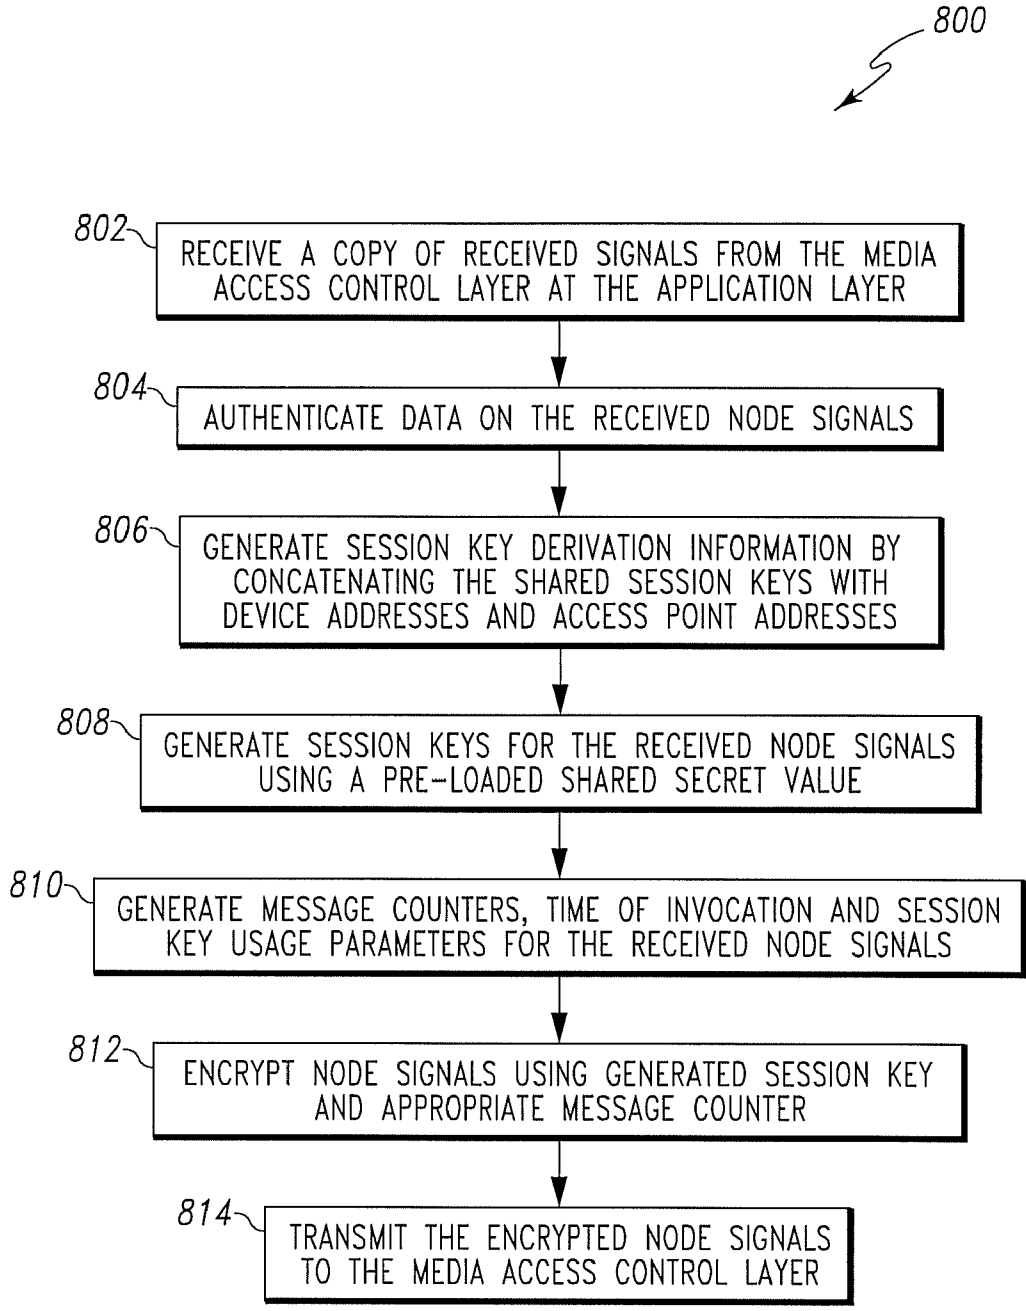 800
802
RECEIVE A COPY OF RECEIVED SIGNALS FROM THE MEDIA
ACCESS CONTROL LAYER AT THE APPLICATION LAYER
804
AUTHENTICATE DATA ON THE RECEIVED NODE SIGNALS
806
GENERATE SESSION KEY DERIVATION INFORMATION BY
CONCATENATING THE SHARED SESSION KEYS WITH
DEVICE ADDRESSES AND ACCESS POINT ADDRESSES
808
GENERATE SESSION KEYS FOR THE RECEIVED NODE SIGNALS
USING A PRE-LOADED SHARED SECRET VALUE
810
GENERATE MESSAGE COUNTERS, TIME OF INVOCATION AND SESSION
KEY USAGE PARAMETERS FOR THE RECEIVED NODE SIGNALS
812
ENCRYPT NODE SIGNALS USING GENERATED SESSION KEY
AND APPROPRIATE MESSAGE COUNTER
814
TRANSMIT THE ENCRYPTED NODE SIGNALS
TO THE MEDIA ACCESS CONTROL LAYER